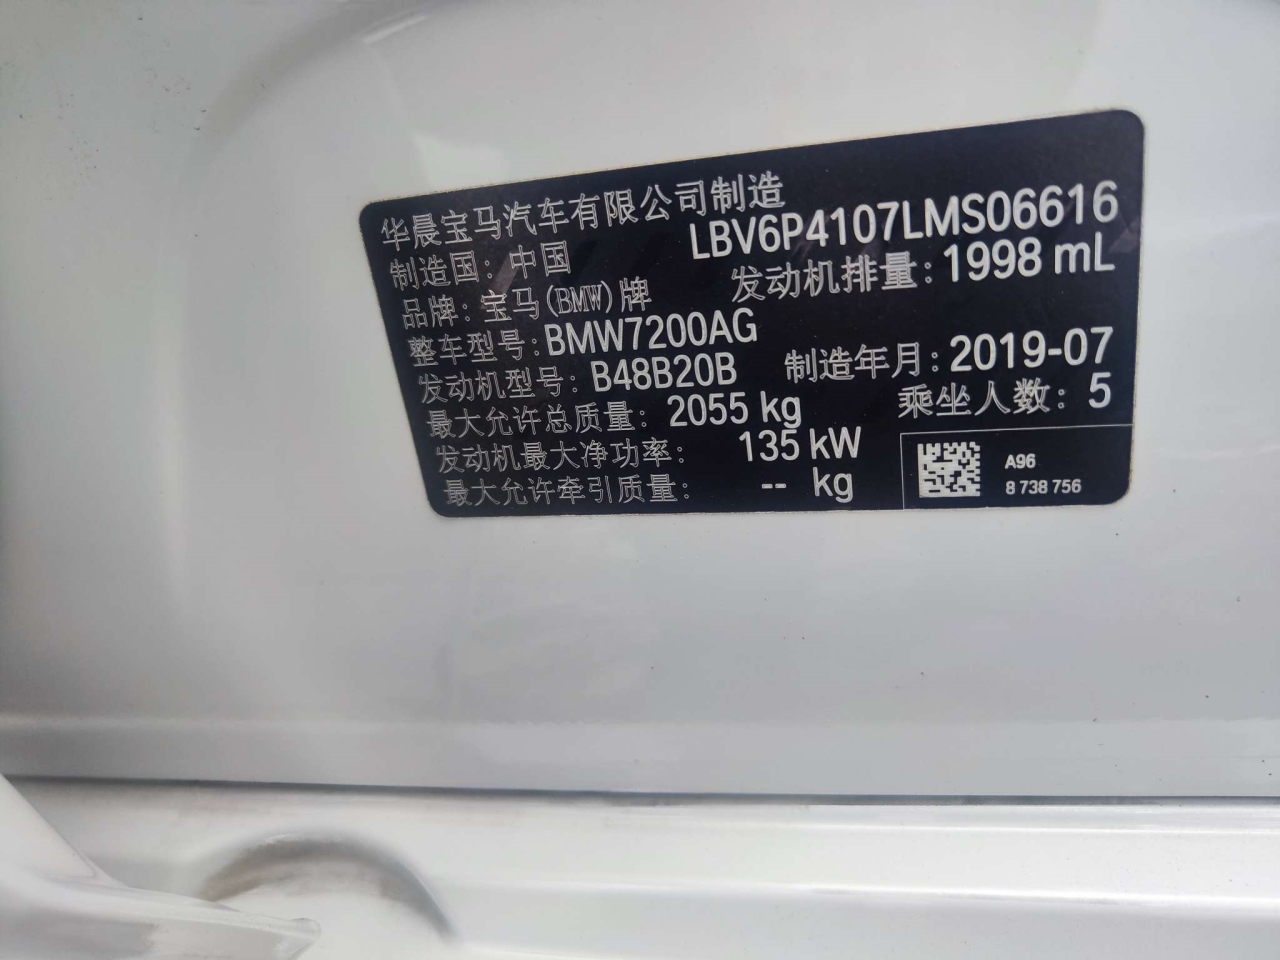 华晨宝马汽车有限公司制造
LBV6P4107LMS06616
制造国：中国
发动机排量：1998 mL
品牌：宝马(BMW)牌
整车型号：BMW7200AG
制造年月：2019-07
发动机型号：B48B20B
乘坐人数：5
最大允许总质量：2055 kg
发动机最大净功率：135 kW
最大允许牵引质量：-- kg
A96
8 738 756